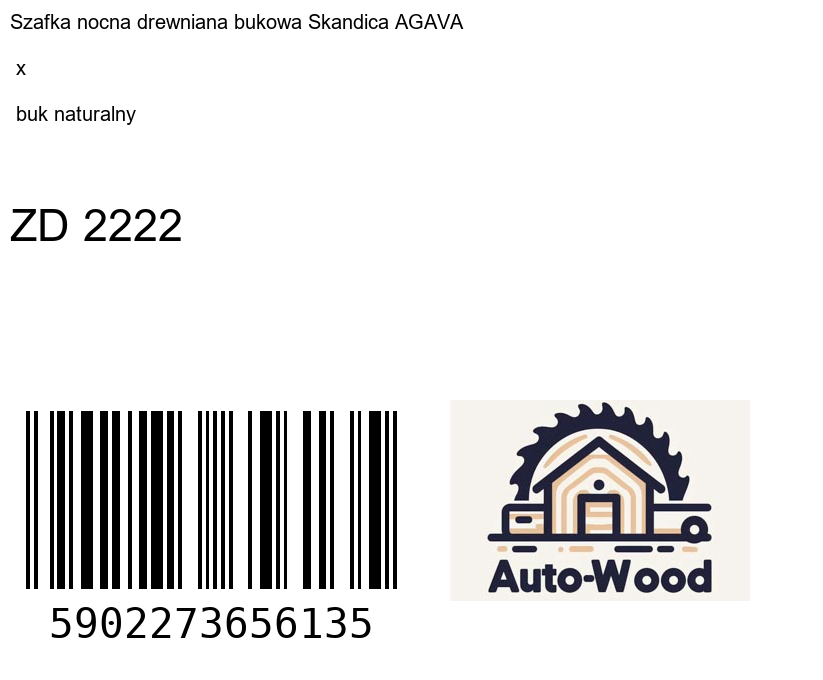 Szafka nocna drewniana bukowa Skandica AGAVA
x
buk naturalny
ZD 2222
5902273656135
Auto-Wood